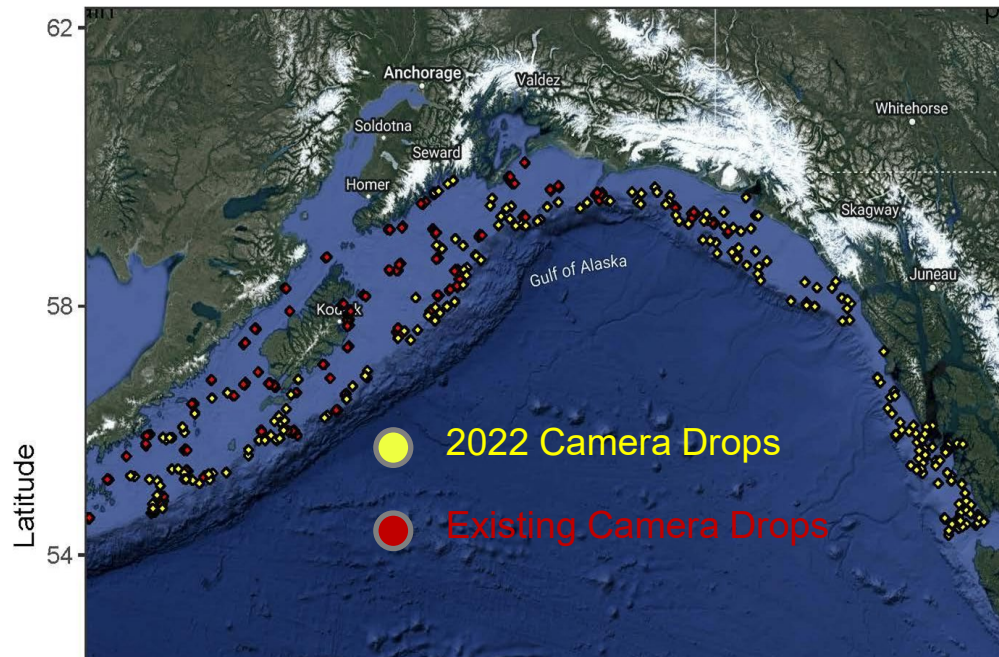 62
Anchorage
Valdez
Whitehorse
Soldotna
Seward
Homer
Skagway
Gulf of Alaska
Juneau
58
2022 Camera Drops
Existing Camera Drops
Latitude
54